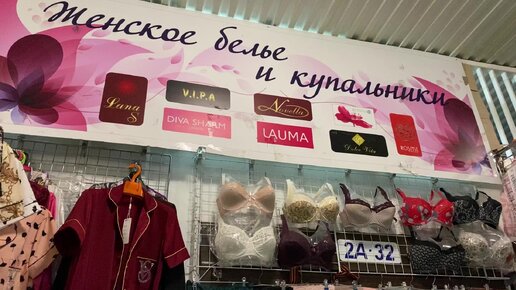 Женское белье
и купальники
Lana S
V.I.P.A
Novella
DIVA SHARM
LAUMA
Dolce Vita
2А-32